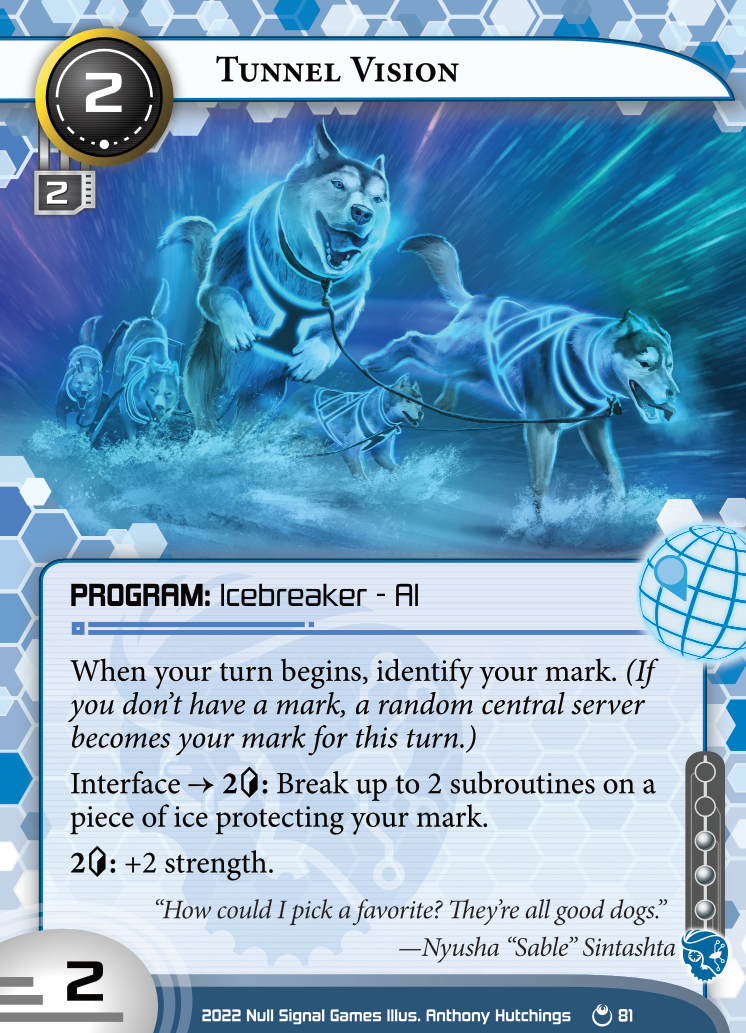 2
TUNNEL VISION
2
PROGRAM: Icebreaker - AI
When your turn begins, identify your mark. (If
you don't have a mark, a random central server
becomes your mark for this turn.)
Interface → 2: Break up to 2 subroutines on a
piece of ice protecting your mark.
2: +2 strength.
“How could I pick a favorite? They're all good dogs.”
—Nyusha “Sable” Sintashta
2
2022 Null Signal Games Illus. Anthony Hutchings 81